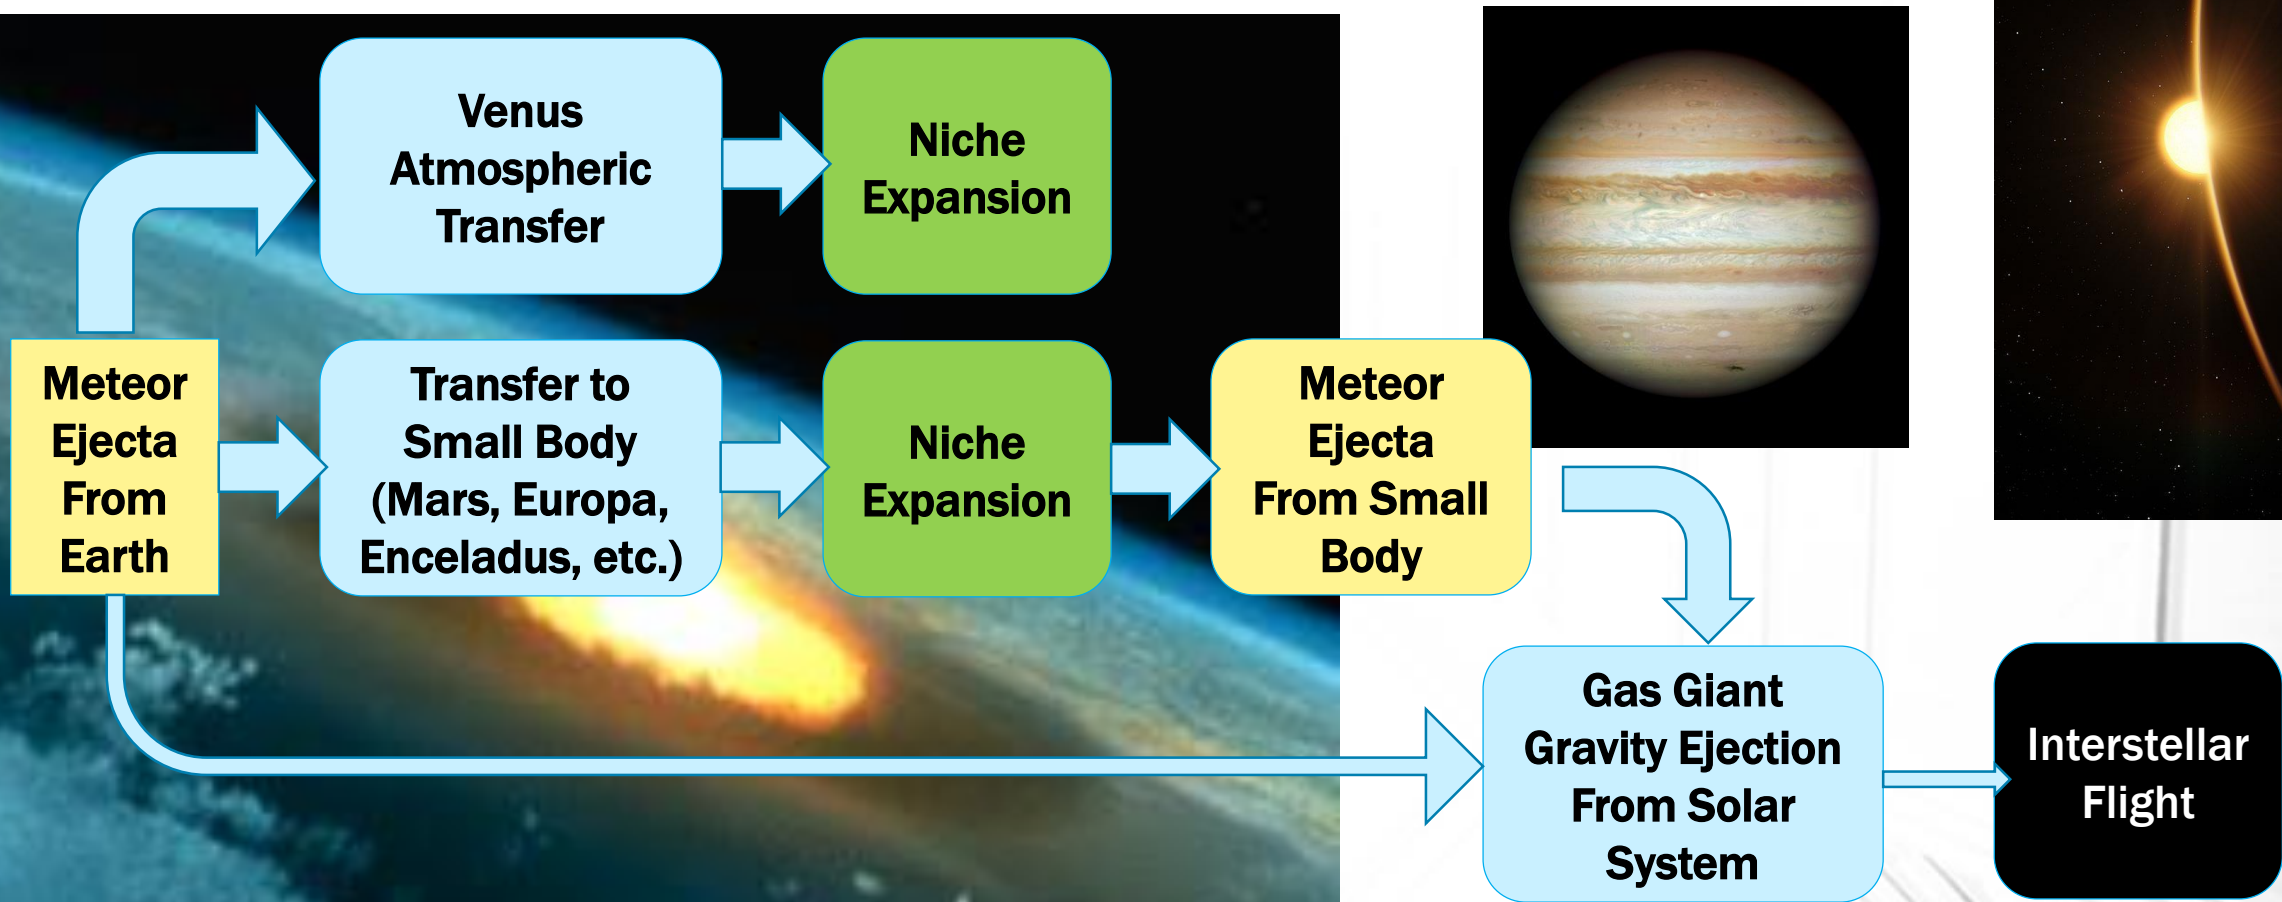 Venus
Atmospheric
Transfer
Niche
Expansion
Meteor
Ejecta
From
Earth
Transfer to
Small Body
(Mars, Europa,
Enceladus, etc.)
Niche
Expansion
Meteor
Ejecta
From Small
Body
Gas Giant
Gravity Ejection
From Solar
System
Interstellar
Flight